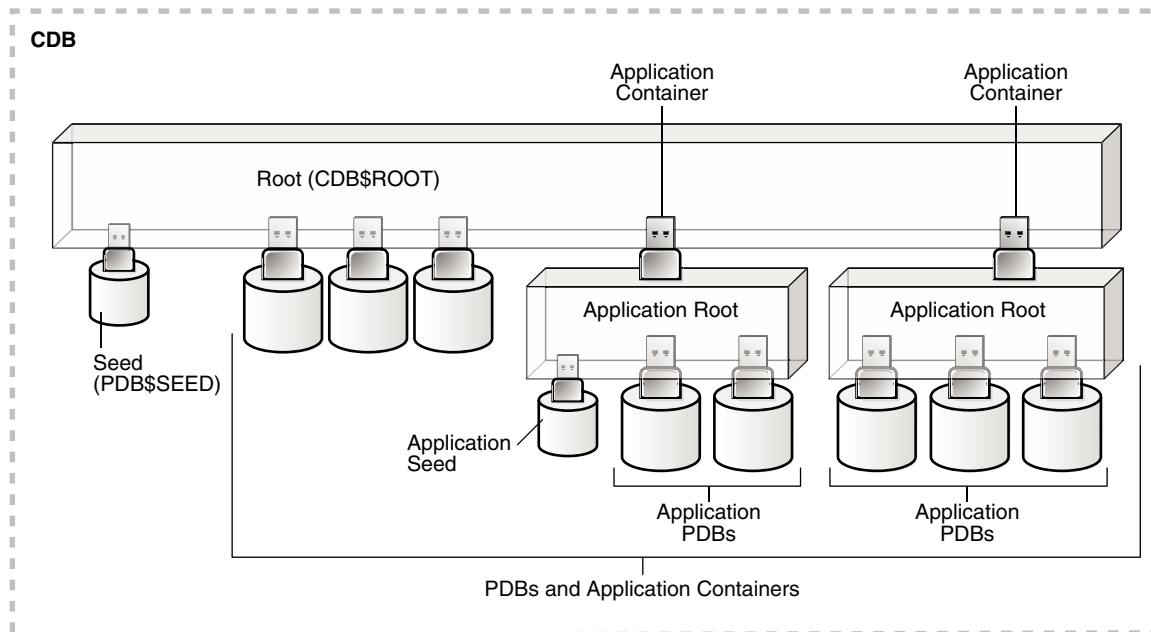 CDB
Application
Container
Application
Container
Root (CDB$ROOT)
Application Root
Application Root
Seed
(PDB$SEED)
Application
Seed
Application
PDBs
Application
PDBs
PDBs and Application Containers